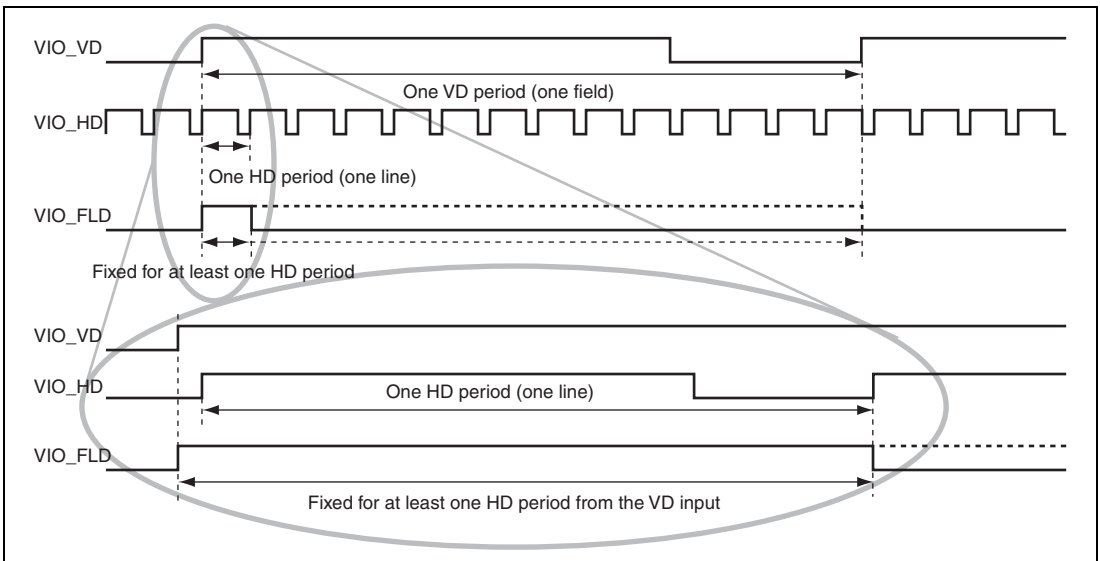 VIO_VD
One VD period (one field)
VIO_HD
One HD period (one line)
VIO_FLD
Fixed for at least one HD period
VIO_VD
VIO_HD
One HD period (one line)
VIO_FLD
Fixed for at least one HD period from the VD input